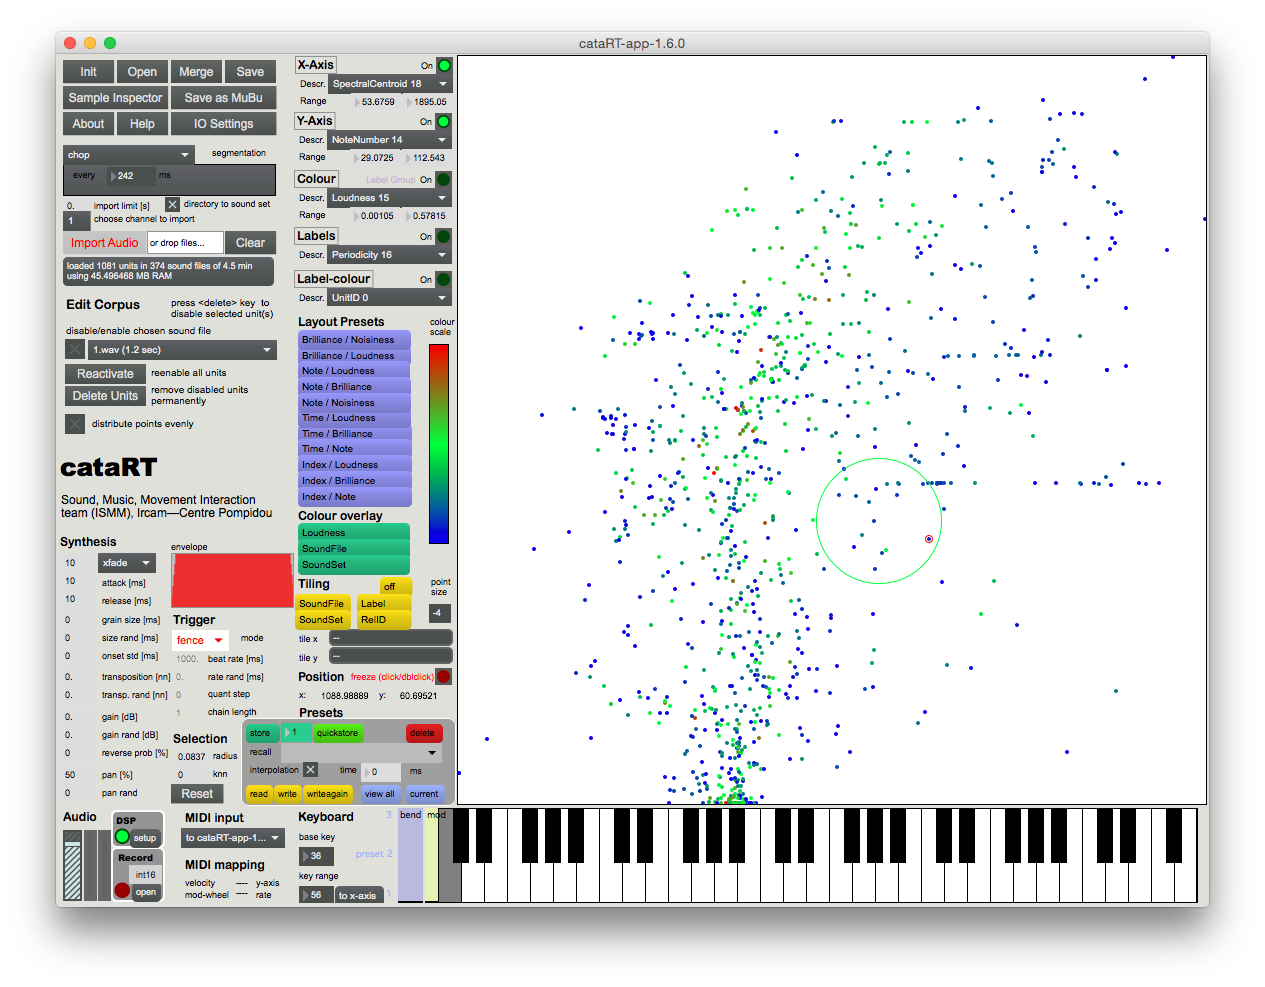 cataRT-app-1.6.0
Init Open Merge Save
Sample Inspector Save as MuBu
About Help IO Settings
chop segmentation
every 242 ms
0. import limit [s] directory to sound set
1 choose channel to import
Import Audio or drop files... Clear
loaded 1081 units in 374 sound files of 4.5 min
using 45.496468 MB RAM
Edit Corpus press <delete> key to
disable selected unit(s)
disable/enable chosen sound file
1.wav (1.2 sec)
Reactivate reenable all units
Delete Units remove disabled units
permanently
distribute points evenly
cataRT
Sound, Music, Movement Interaction
team (ISMM), Ircam—Centre Pompidou
Synthesis
envelope
10 xfade
10 attack [ms]
10 release [ms]
0 grain size [ms]
0 size rand [ms]
0 onset std [ms]
0. transposition [nn]
0. transp. rand [nn]
0. gain [dB]
0. gain rand [dB]
0 reverse prob [%]
50 pan [%]
0 pan rand
Trigger
fence mode
1000. beat rate [ms]
0. rate rand [ms]
0 quant step
1 chain length
Selection
0.0837 radius
0 knn
Reset
X-Axis On
Descr. SpectralCentroid 18
Range 53.6759 1895.05
Y-Axis On
Descr. NoteNumber 14
Range 29.0725 112.543
Colour Label Group On
Descr. Loudness 15
Range 0.00105 0.57815
Labels On
Descr. Periodicity 16
Label-colour On
Descr. UnitID 0
Layout Presets
Brilliance / Noisiness
Brilliance / Loudness
Note / Loudness
Note / Brilliance
Note / Noisiness
Time / Loudness
Time / Brilliance
Time / Note
Index / Loudness
Index / Brilliance
Index / Note
colour
scale
Colour overlay
Loudness
SoundFile
SoundSet
Tiling off
SoundFile Label
SoundSet RelID
point
size
-4
tile x --
tile y --
Position freeze (click/dblclick)
x: 1088.98889 y: 60.69521
Presets
store 1 quickstore delete
recall
interpolation time 0 ms
read write writeagain view all current
Audio
DSP
setup
Record
int16
open
MIDI input
to cataRT-app-1...
MIDI mapping
velocity ---- y-axis
mod-wheel ---- rate
Keyboard 3
base key
36 preset 2
key range
56 to x-axis 1
bend mod